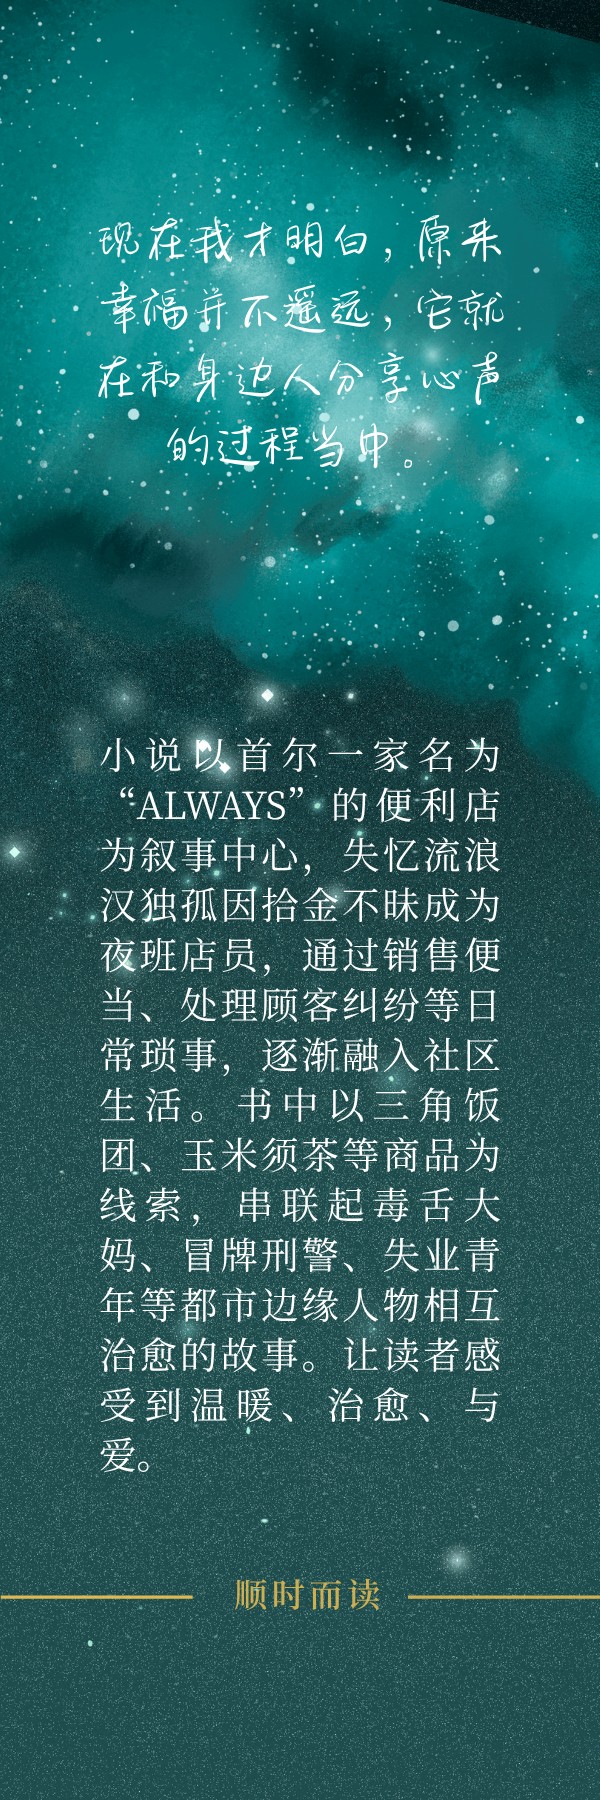 现在我才明白，原来
幸福并不遥远，它就
在和身边人分享心声
的过程当中。
小说以首尔一家名为
“ALWAYS”的便利店
为叙事中心，失忆流浪
汉独孤因拾金不昧成为
夜班店员，通过销售便
当、处理顾客纠纷等日
常琐事，逐渐融入社区
生活。书中以三角饭
团、玉米须茶等商品为
线索，串联起毒舌大
妈、冒牌刑警、失业青
年等都市边缘人物相互
治愈的故事。让读者感
受到温暖、治愈、与
爱。
顺时而读